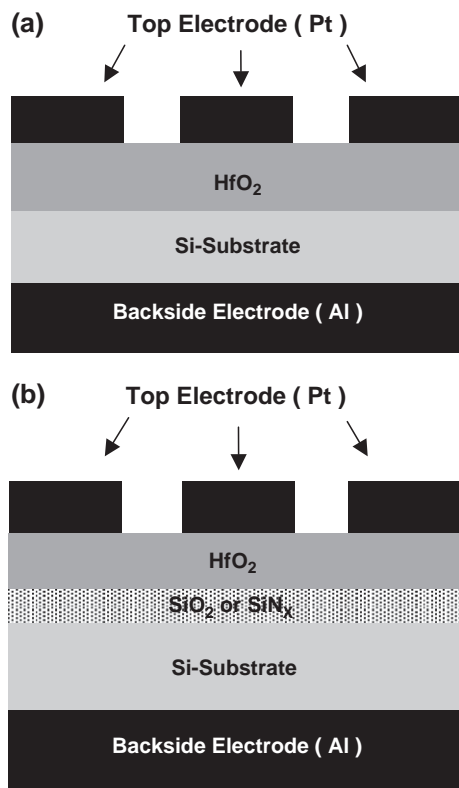 (a)
Top Electrode ( Pt )
HfO₂
Si-Substrate
Backside Electrode ( Al )
(b)
Top Electrode ( Pt )
HfO₂
SiO₂ or SiNₓ
Si-Substrate
Backside Electrode ( Al )